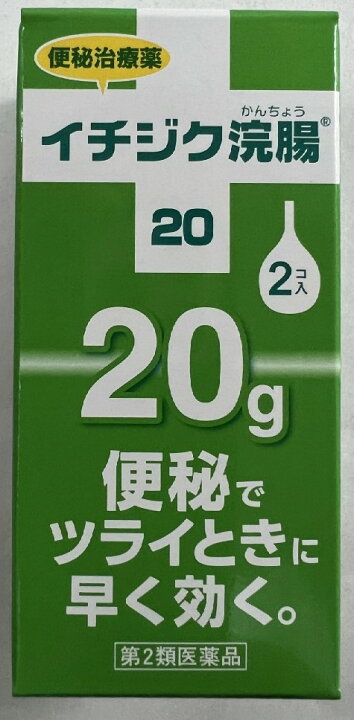 便秘治療薬
かんちょう
イチジク浣腸®
20
2コ入
20g
便秘で
ツライときに
早く効く。
第2類医薬品